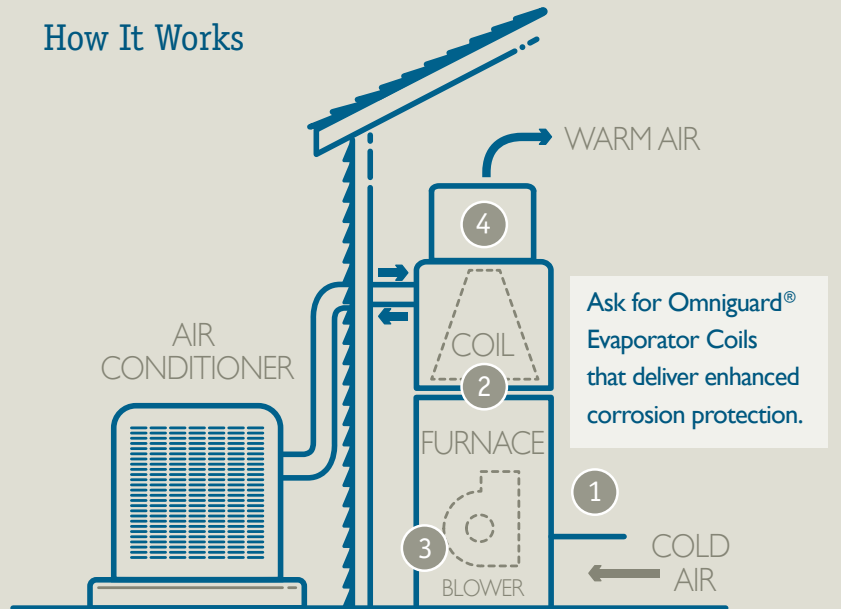 How It Works
WARM AIR
4
Ask for Omniguard®
Evaporator Coils
that deliver enhanced
corrosion protection.
AIR
CONDITIONER
COIL
2
FURNACE
1
3
BLOWER
COLD
AIR